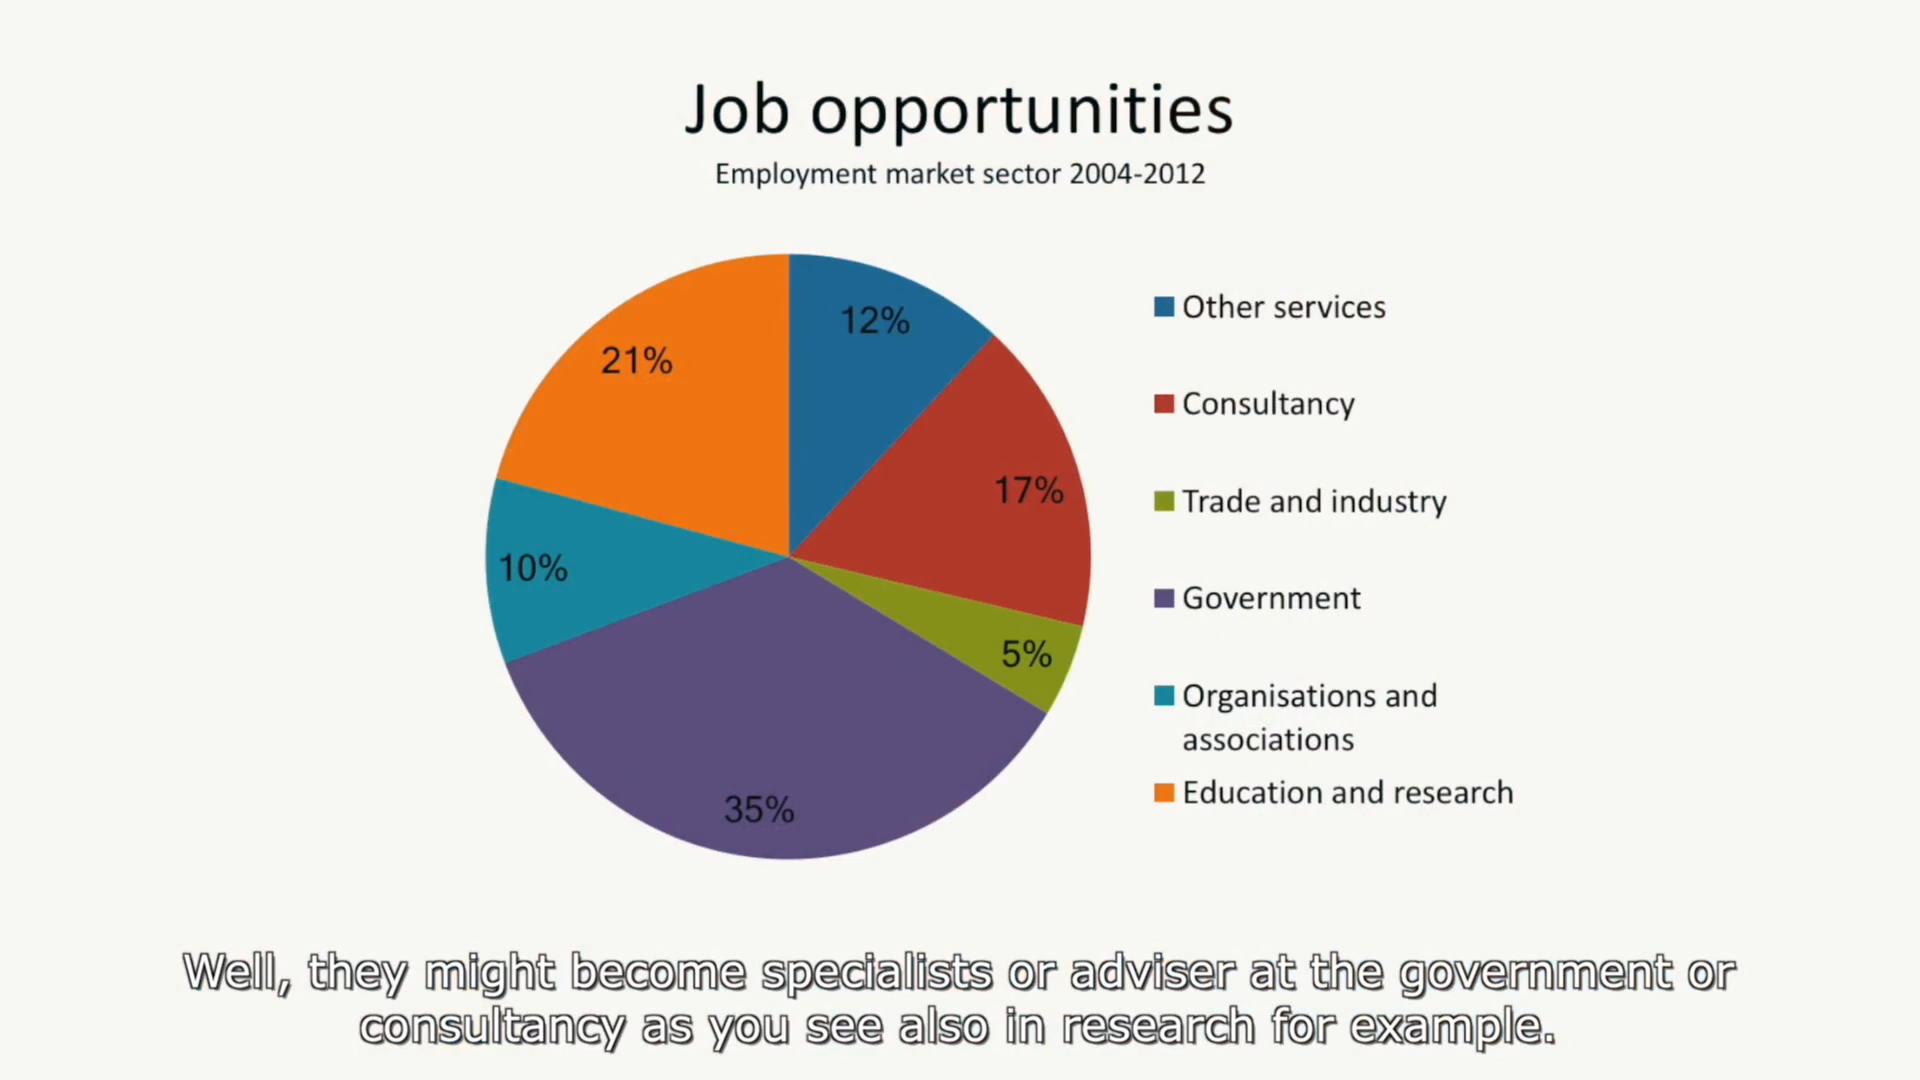 Job opportunities
Employment market sector 2004-2012
12%
21%
17%
10%
5%
35%
Other services
Consultancy
Trade and industry
Government
Organisations and
associations
Education and research
Well, they might become specialists or adviser at the government or
consultancy as you see also in research for example.